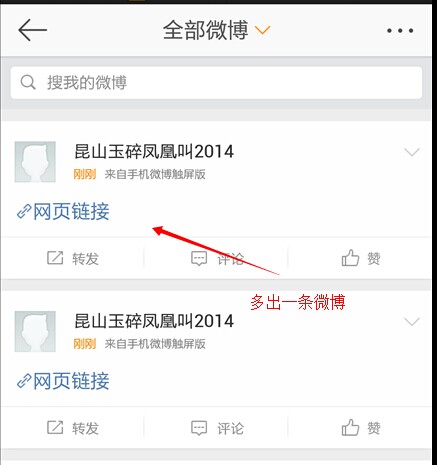 全部微博
搜我的微博
昆山玉碎凤凰叫2014
刚刚 来自手机微博触屏版
网页链接
转发 评论 赞
多出一条微博
昆山玉碎凤凰叫2014
刚刚 来自手机微博触屏版
网页链接
转发 评论 赞